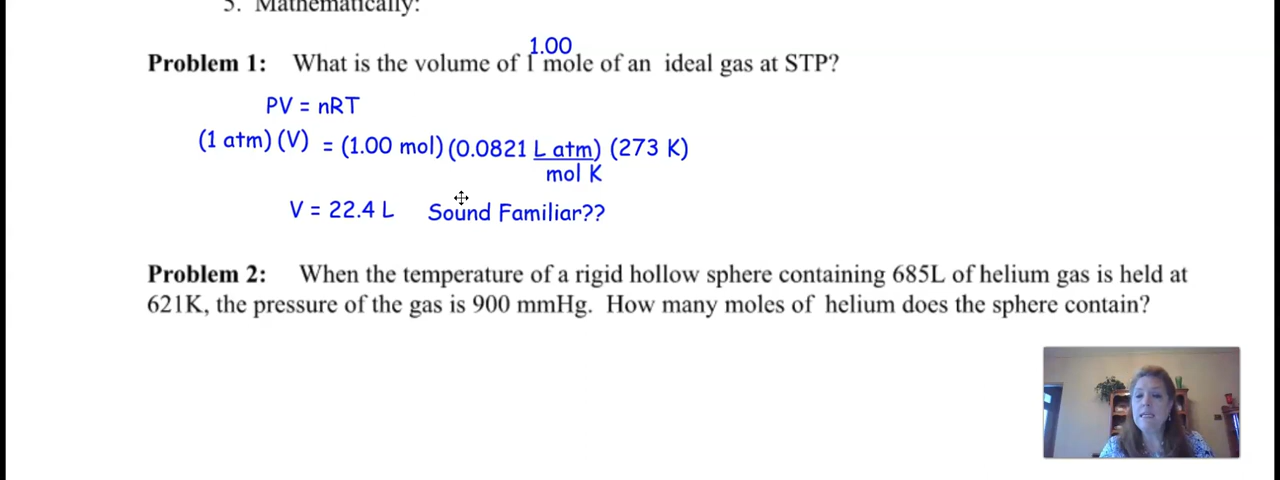 5. Mathematically:
1.00
Problem 1: What is the volume of 1 mole of an ideal gas at STP?
PV = nRT
(1 atm) (V) = (1.00 mol) (0.0821 L atm) (273 K)
mol K
V = 22.4 L Sound Familiar??
Problem 2: When the temperature of a rigid hollow sphere containing 685L of helium gas is held at
621K, the pressure of the gas is 900 mmHg. How many moles of helium does the sphere contain?